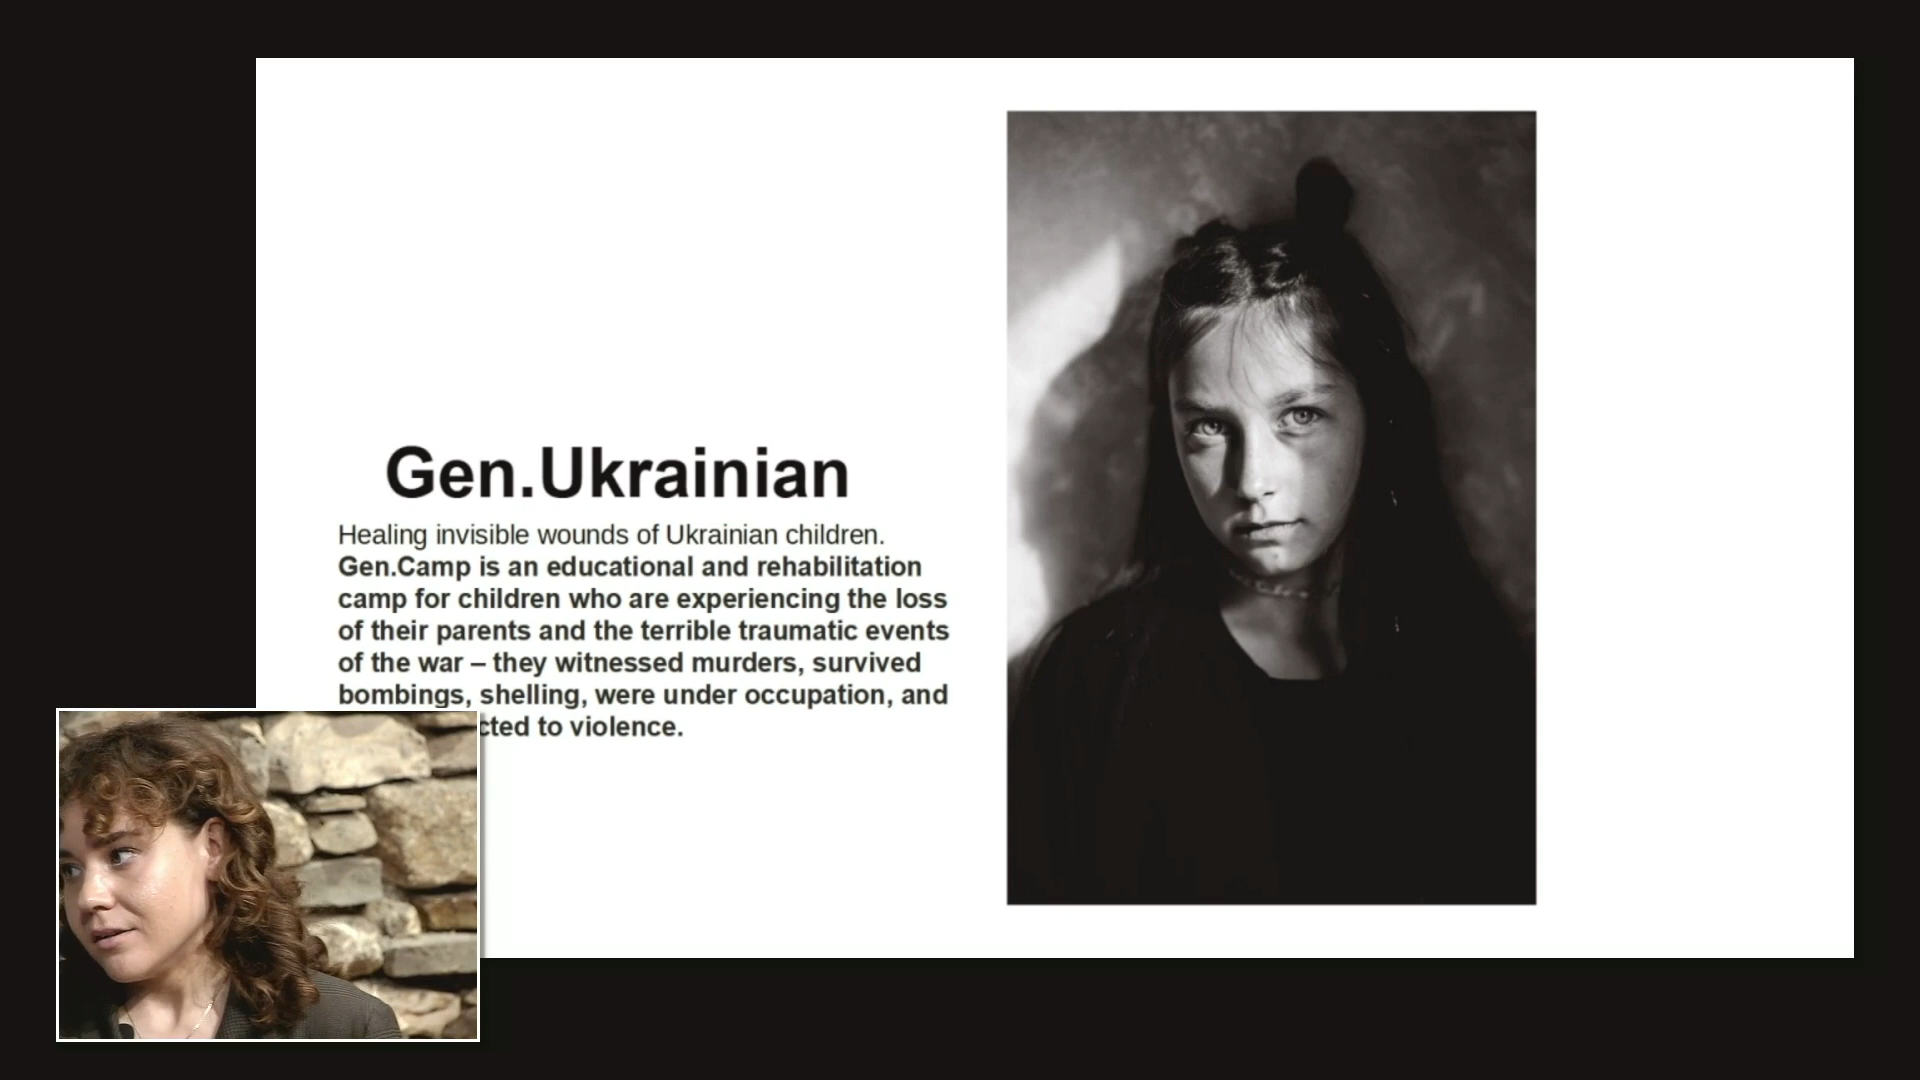 Gen.Ukrainian
Healing invisible wounds of Ukrainian children.
Gen.Camp is an educational and rehabilitation
camp for children who are experiencing the loss
of their parents and the terrible traumatic events
of the war – they witnessed murders, survived
bombings, shelling, were under occupation, and
to violence.